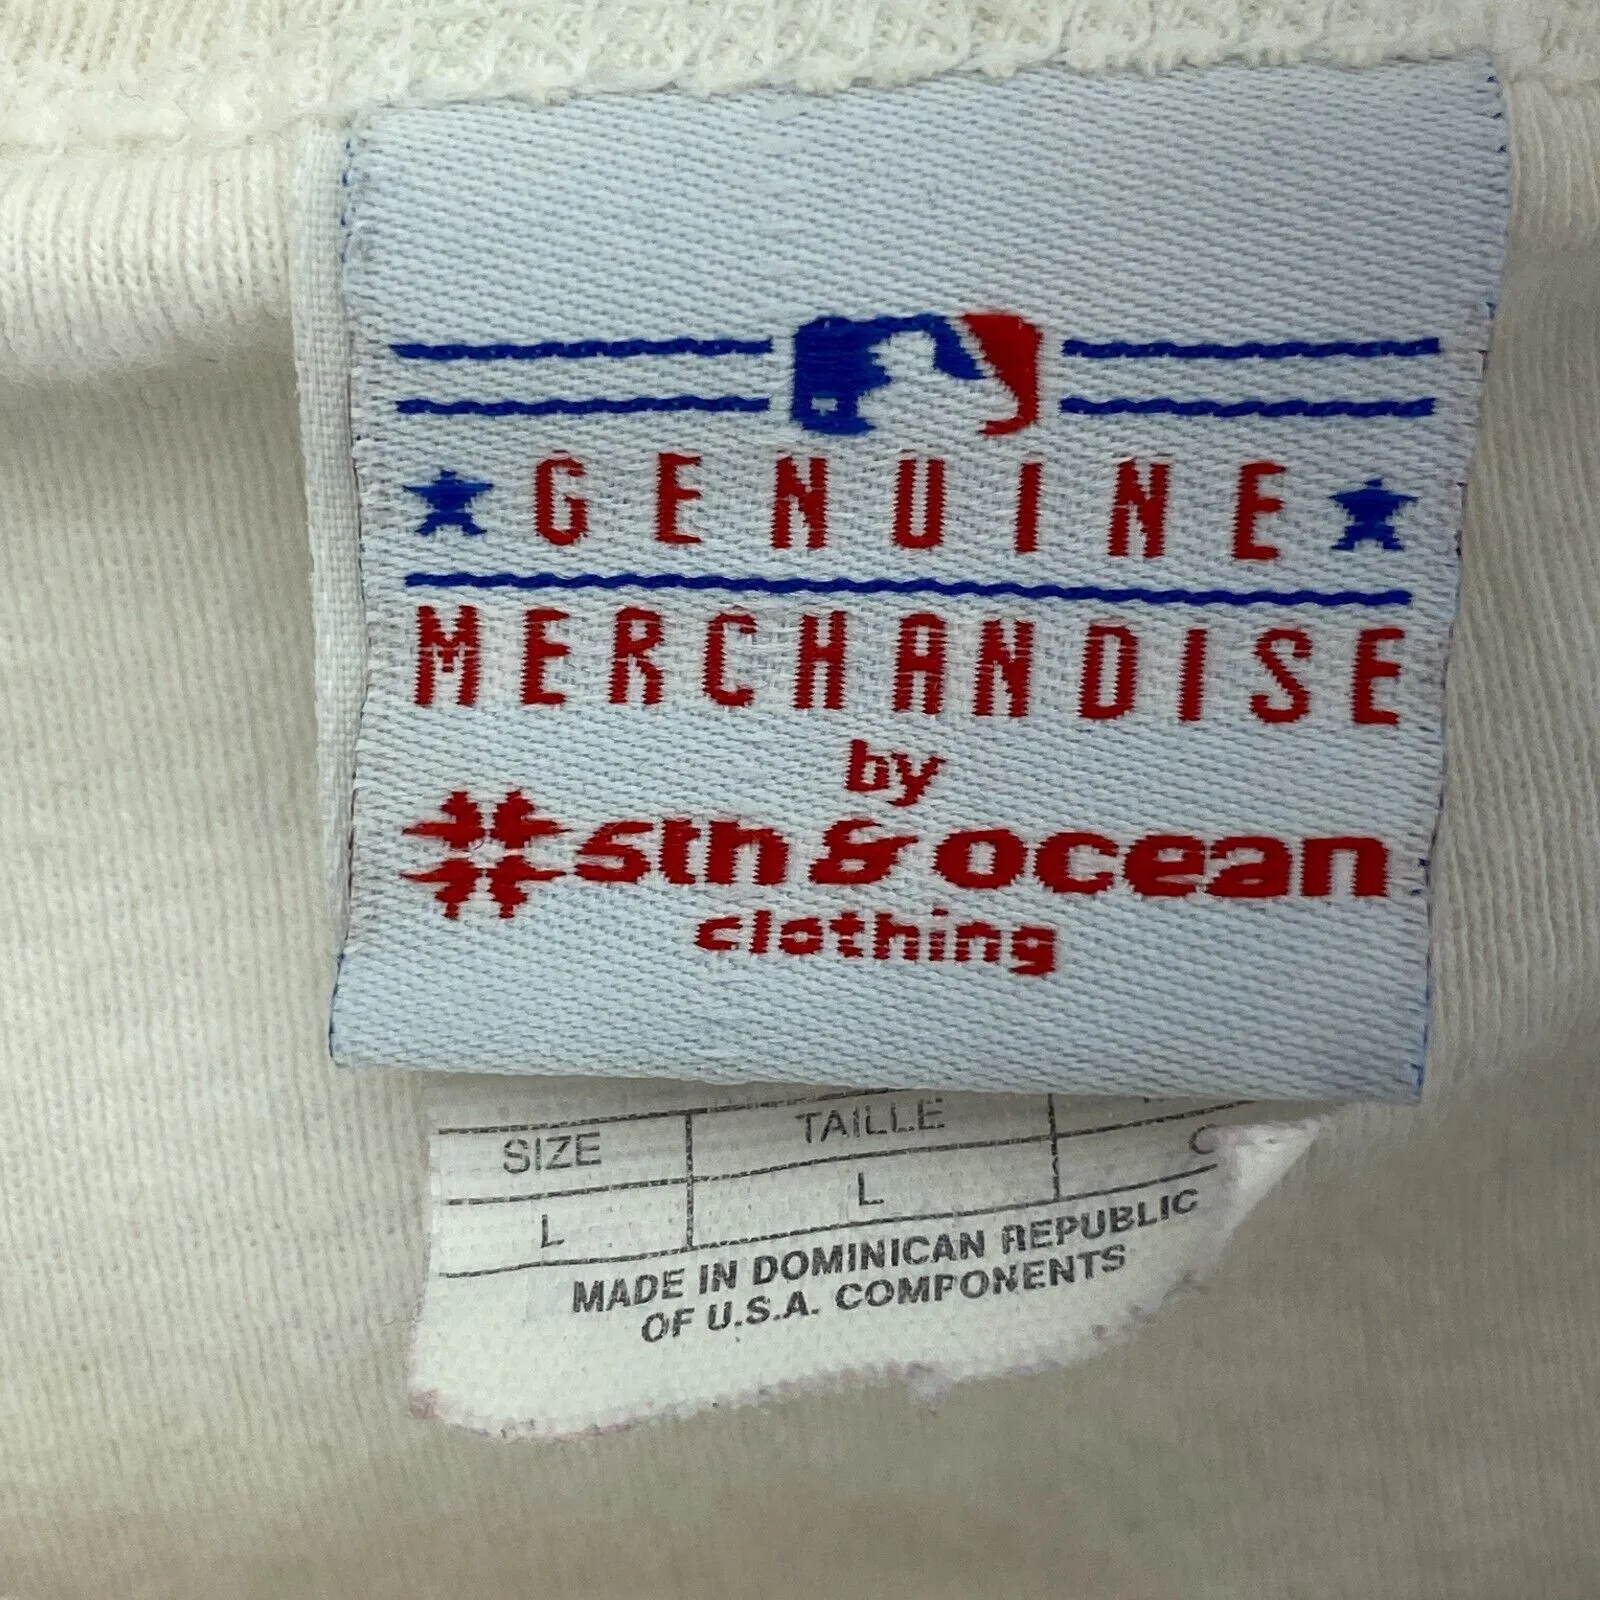 GENUINE
MERCHANDISE
by
5th & ocean
clothing
SIZE TAILLE
L L
MADE IN DOMINICAN REPUBLIC
OF U.S.A. COMPONENTS